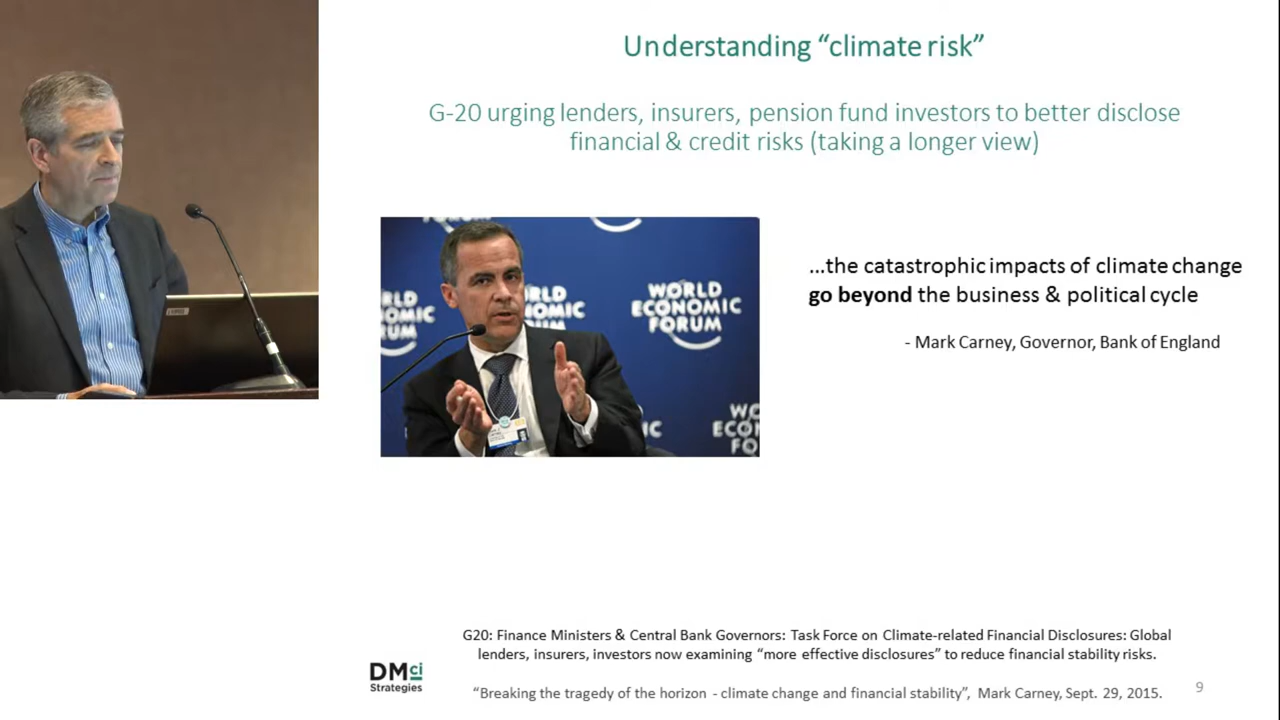 Understanding “climate risk”
G-20 urging lenders, insurers, pension fund investors to better disclose
financial & credit risks (taking a longer view)
WORLD
ECONOMIC
FORUM
...the catastrophic impacts of climate change
go beyond the business & political cycle
- Mark Carney, Governor, Bank of England
G20: Finance Ministers & Central Bank Governors: Task Force on Climate-related Financial Disclosures: Global
lenders, insurers, investors now examining “more effective disclosures” to reduce financial stability risks.
DMci
Strategies
“Breaking the tragedy of the horizon - climate change and financial stability”, Mark Carney, Sept. 29, 2015.
9